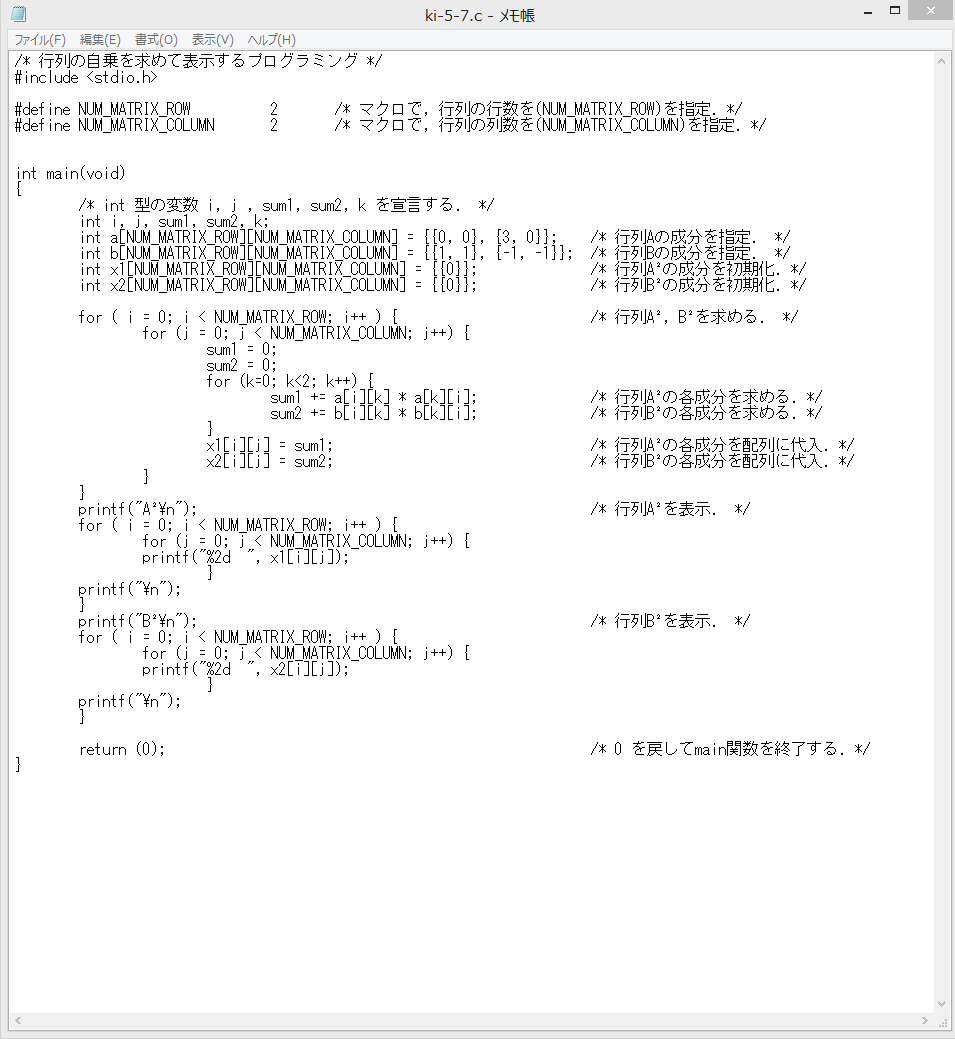 ki-5-7.c - メモ帳
ファイル(F) 編集(E) 書式(O) 表示(V) ヘルプ(H)
/* 行列の自乗を求めて表示するプログラミング */
#include <stdio.h>
#define NUM_MATRIX_ROW 2 /* マクロで，行列の行数を(NUM_MATRIX_ROW)を指定．*/
#define NUM_MATRIX_COLUMN 2 /* マクロで，行列の列数を(NUM_MATRIX_COLUMN)を指定．*/
int main(void)
{
/* int 型の変数 i, j , sum1, sum2, k を宣言する． */
int i, j, sum1, sum2, k;
int a[NUM_MATRIX_ROW][NUM_MATRIX_COLUMN] = {{0, 0}, {3, 0}}; /* 行列Aの成分を指定． */
int b[NUM_MATRIX_ROW][NUM_MATRIX_COLUMN] = {{1, 1}, {-1, -1}}; /* 行列Bの成分を指定． */
int x1[NUM_MATRIX_ROW][NUM_MATRIX_COLUMN] = {{0}}; /* 行列A²の成分を初期化．*/
int x2[NUM_MATRIX_ROW][NUM_MATRIX_COLUMN] = {{0}}; /* 行列B²の成分を初期化．*/
for ( i = 0; i < NUM_MATRIX_ROW; i++ ) { /* 行列A²，B²を求める． */
for (j = 0; j < NUM_MATRIX_COLUMN; j++) {
sum1 = 0;
sum2 = 0;
for (k=0; k<2; k++) {
sum1 += a[i][k] * a[k][i]; /* 行列A²の各成分を求める．*/
sum2 += b[i][k] * b[k][i]; /* 行列B²の各成分を求める．*/
}
x1[i][j] = sum1; /* 行列A²の各成分を配列に代入．*/
x2[i][j] = sum2; /* 行列B²の各成分を配列に代入．*/
}
}
printf("A²¥n"); /* 行列A²を表示． */
for ( i = 0; i < NUM_MATRIX_ROW; i++ ) {
for (j = 0; j < NUM_MATRIX_COLUMN; j++) {
printf("%2d ", x1[i][j]);
}
printf("¥n");
}
printf("B²¥n"); /* 行列B²を表示． */
for ( i = 0; i < NUM_MATRIX_ROW; i++ ) {
for (j = 0; j < NUM_MATRIX_COLUMN; j++) {
printf("%2d ", x2[i][j]);
}
printf("¥n");
}
return (0); /* 0 を戻してmain関数を終了する．*/
}